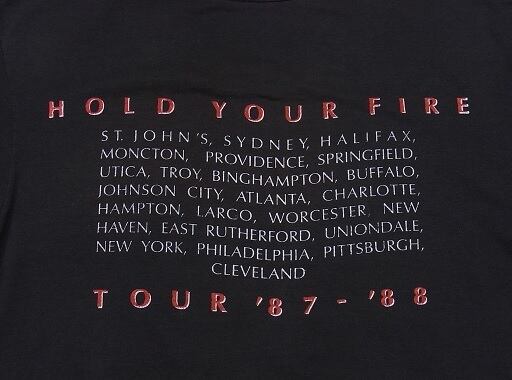 HOLD YOUR FIRE
ST. JOHN'S, SYDNEY, HALIFAX,
MONCTON, PROVIDENCE, SPRINGFIELD,
UTICA, TROY, BINGHAMPTON, BUFFALO,
JOHNSON CITY, ATLANTA, CHARLOTTE,
HAMPTON, LARCO, WORCESTER, NEW
HAVEN, EAST RUTHERFORD, UNIONDALE,
NEW YORK, PHILADELPHIA, PITTSBURGH,
CLEVELAND
TOUR '87-'88